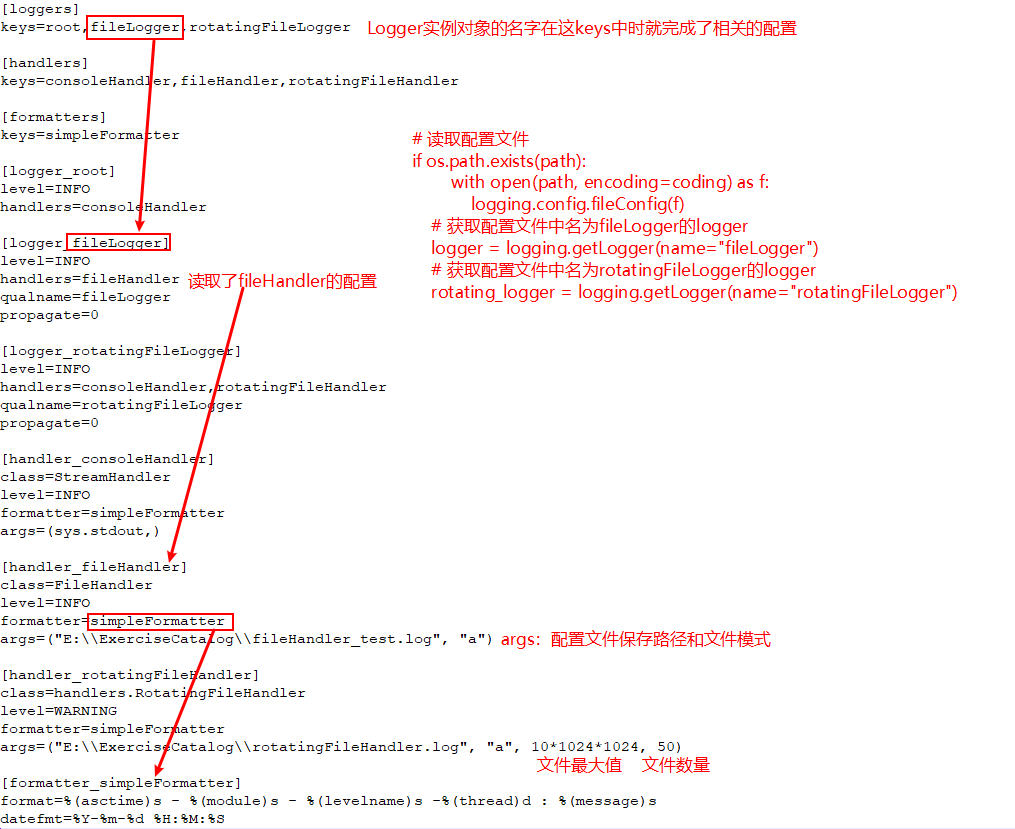 [loggers]
keys=root,fileLogger,rotatingFileLogger Logger实例对象的名字在这keys中时就完成了相关的配置
[handlers]
keys=consoleHandler,fileHandler,rotatingFileHandler
[formatters]
keys=simpleFormatter
# 读取配置文件
if os.path.exists(path):
with open(path, encoding=coding) as f:
logging.config.fileConfig(f)
# 获取配置文件中名为fileLogger的logger
logger = logging.getLogger(name="fileLogger")
# 获取配置文件中名为rotatingFileLogger的logger
rotating_logger = logging.getLogger(name="rotatingFileLogger")
[logger_root]
level=INFO
handlers=consoleHandler
[logger_fileLogger]
level=INFO
handlers=fileHandler 读取了fileHandler的配置
qualname=fileLogger
propagate=0
[logger_rotatingFileLogger]
level=INFO
handlers=consoleHandler,rotatingFileHandler
qualname=rotatingFileLogger
propagate=0
[handler_consoleHandler]
class=StreamHandler
level=INFO
formatter=simpleFormatter
args=(sys.stdout,)
[handler_fileHandler]
class=FileHandler
level=INFO
formatter=simpleFormatter
args=("E:\\ExerciseCatalog\\fileHandler_test.log", "a") args：配置文件保存路径和文件模式
[handler_rotatingFileHandler]
class=handlers.RotatingFileHandler
level=WARNING
formatter=simpleFormatter
args=("E:\\ExerciseCatalog\\rotatingFileHandler.log", "a", 10*1024*1024, 50)
文件最大值 文件数量
[formatter_simpleFormatter]
format=%(asctime)s - %(module)s - %(levelname)s -%(thread)d : %(message)s
datefmt=%Y-%m-%d %H:%M:%S